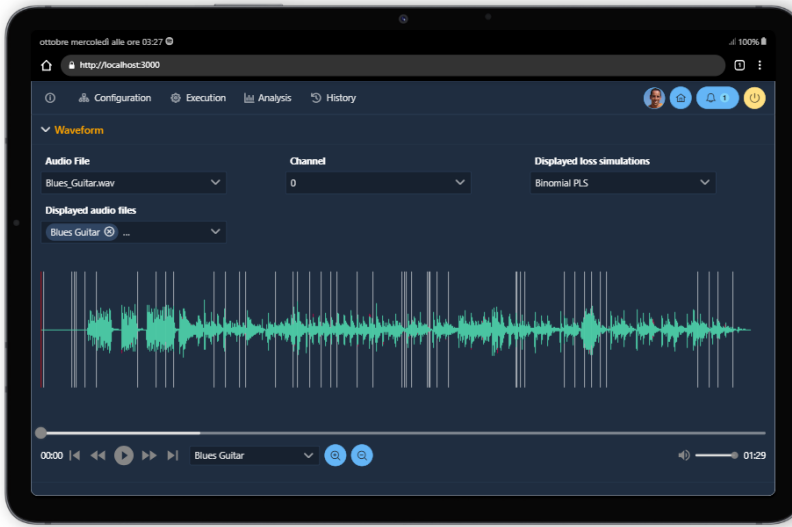 ottobre mercoledì alle ore 03:27
100%
http://localhost:3000
1
Configuration Execution Analysis History
1
Waveform
Audio File Channel Displayed loss simulations
Blues_Guitar.wav 0 Binomial PLS
Displayed audio files
Blues Guitar ...
00:00 Blues Guitar 01:29